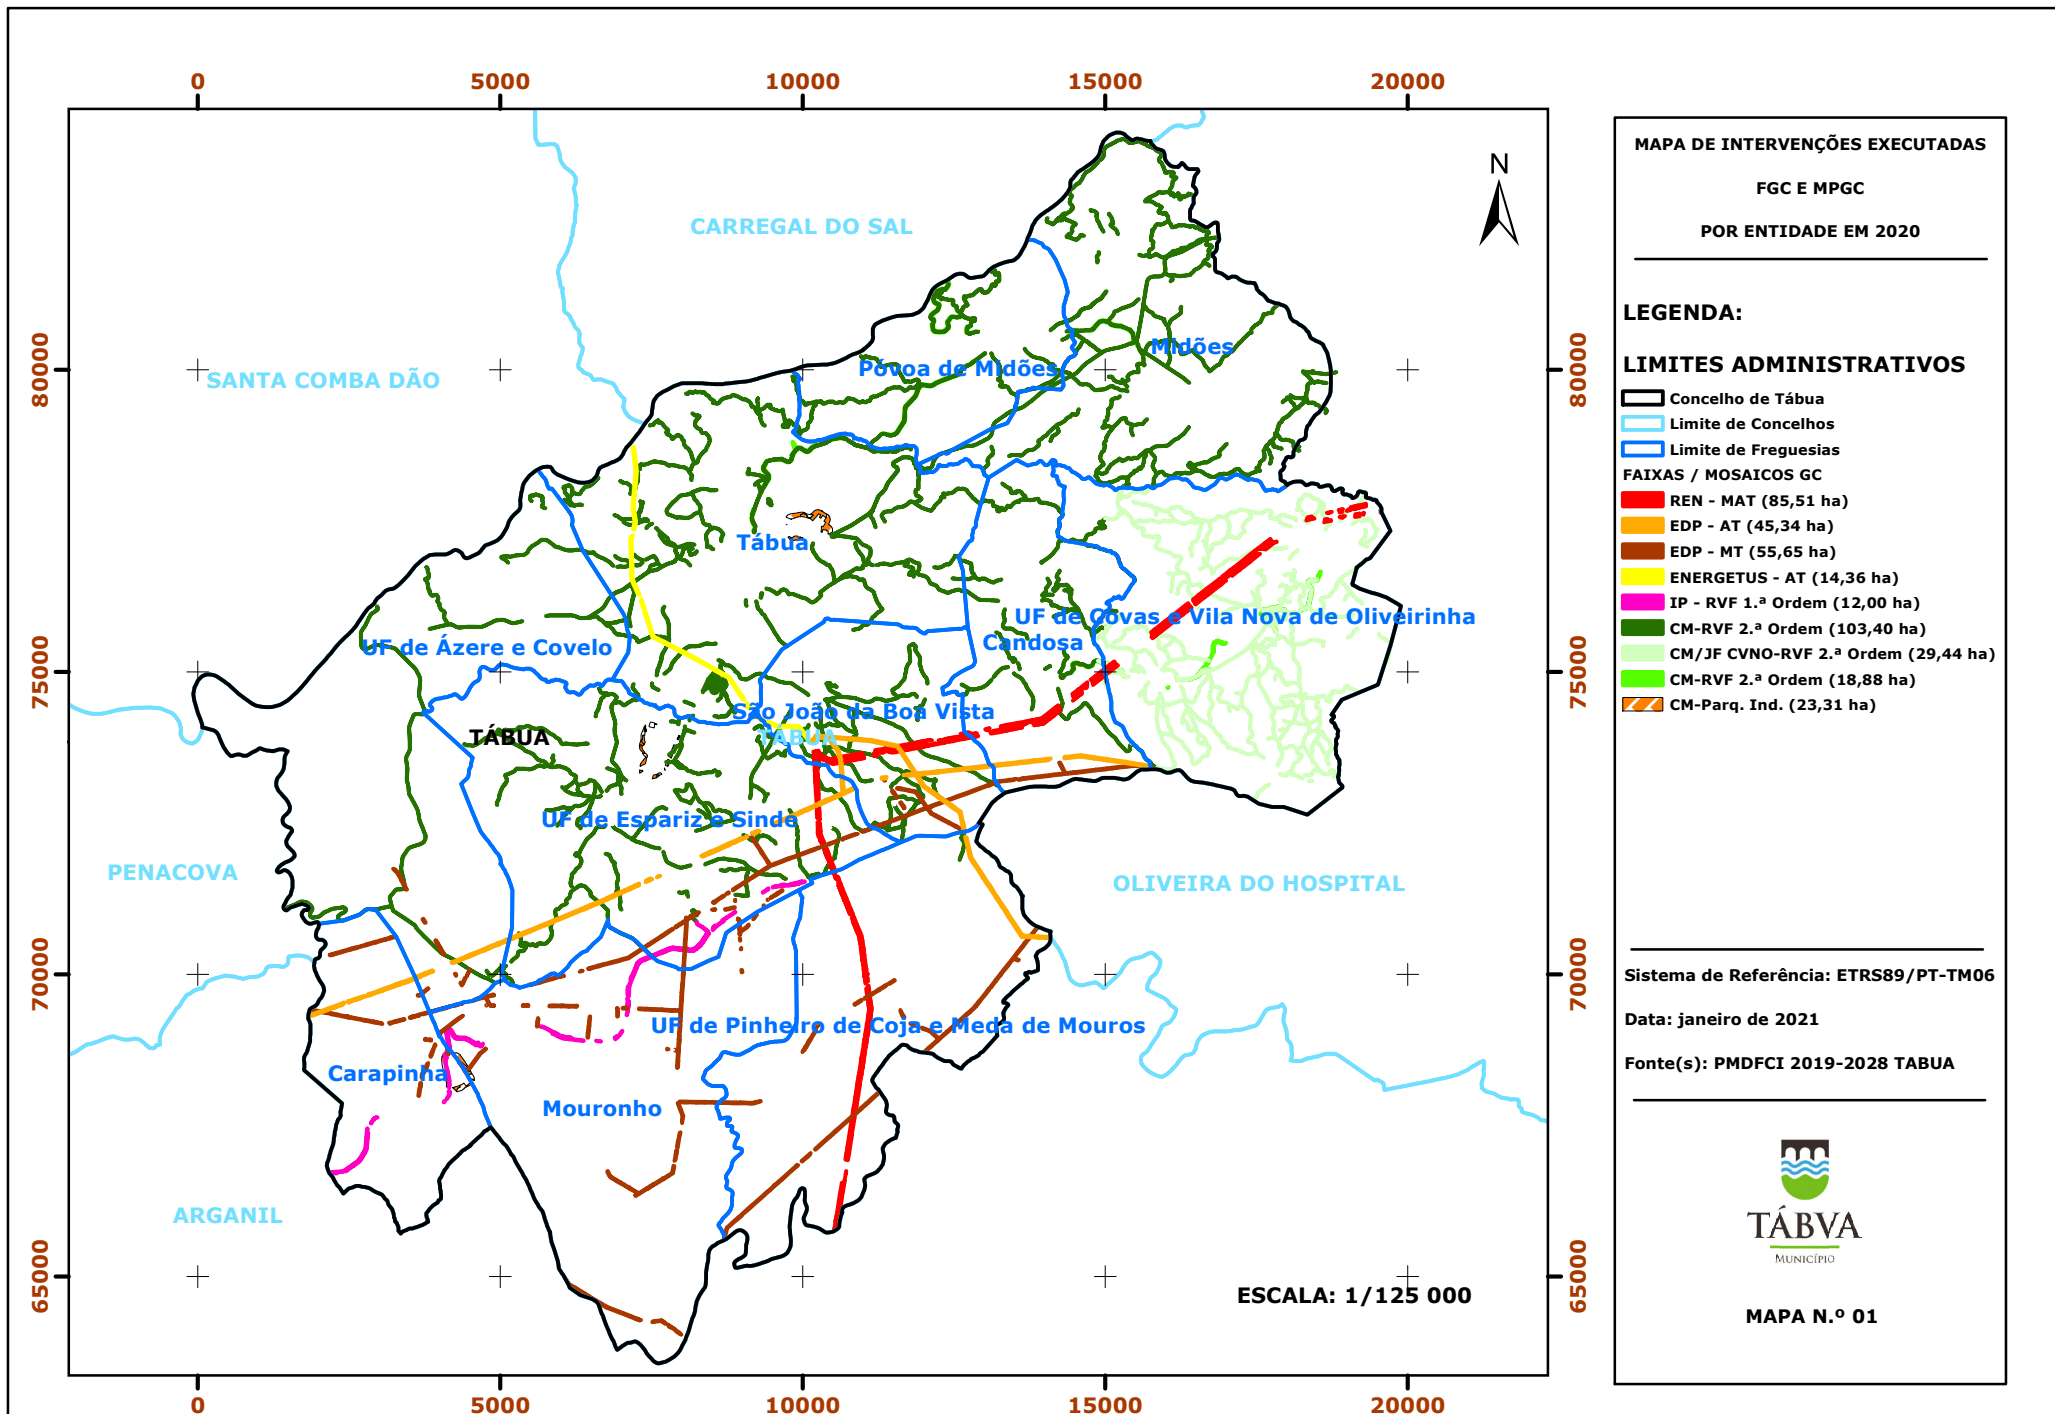 0 5000 10000 15000 20000
N
CARREGAL DO SAL
80000 80000
Midões
Póvoa de Midões
SANTA COMBA DÃO
Tábua
UF de Covas e Vila Nova de Oliveirinha
Candosa
UF de Ázere e Covelo
75000 75000
São João da Boa Vista
TÁBUA
TÁBUA
UF de Espariz e Sinde
PENACOVA
OLIVEIRA DO HOSPITAL
70000 70000
UF de Pinheiro de Coja e Meda de Mouros
Carapinha
Mouronho
ARGANIL
65000 65000
ESCALA: 1/125 000
0 5000 10000 15000 20000
MAPA DE INTERVENÇÕES EXECUTADAS
FGC E MPGC
POR ENTIDADE EM 2020
LEGENDA:
LIMITES ADMINISTRATIVOS
Concelho de Tábua
Limite de Concelhos
Limite de Freguesias
FAIXAS / MOSAICOS GC
REN - MAT (85,51 ha)
EDP - AT (45,34 ha)
EDP - MT (55,65 ha)
ENERGETUS - AT (14,36 ha)
IP - RVF 1.ª Ordem (12,00 ha)
CM-RVF 2.ª Ordem (103,40 ha)
CM/JF CVNO-RVF 2.ª Ordem (29,44 ha)
CM-RVF 2.ª Ordem (18,88 ha)
CM-Parq. Ind. (23,31 ha)
Sistema de Referência: ETRS89/PT-TM06
Data: janeiro de 2021
Fonte(s): PMDFCI 2019-2028 TABUA
TÁBVA
MUNICÍPIO
MAPA N.º 01